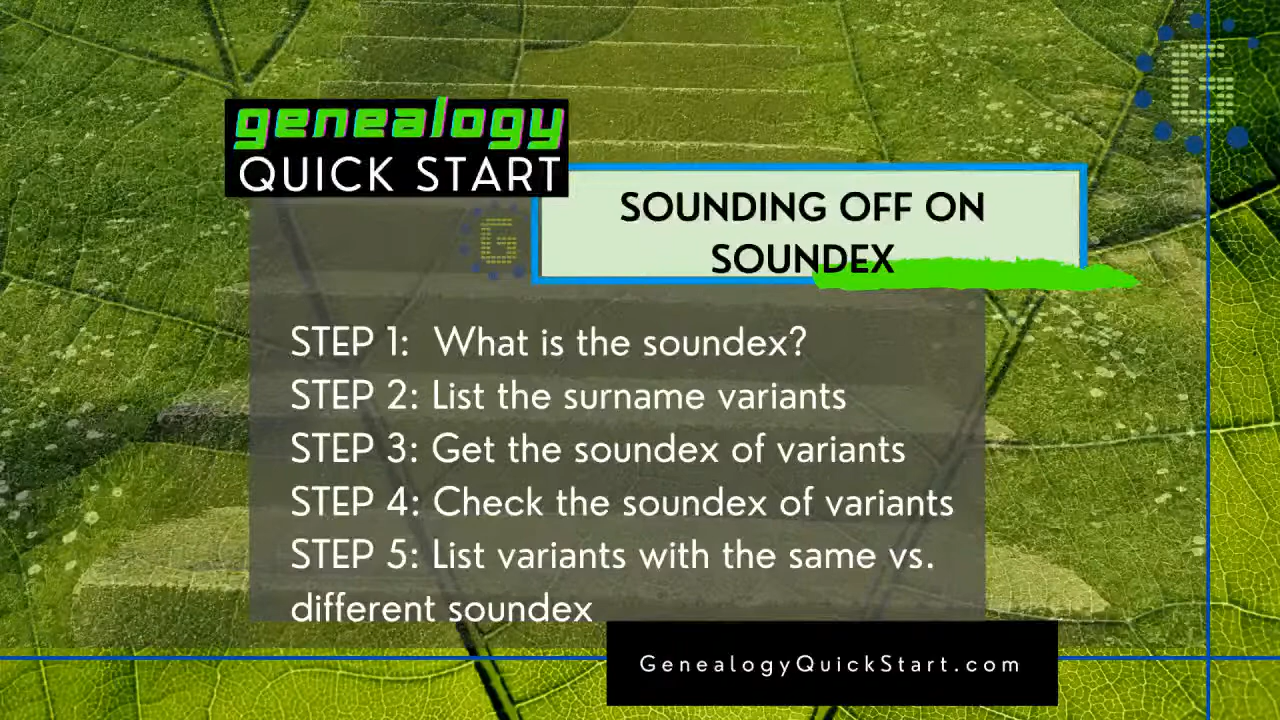 genealogy
QUICK START
SOUNDING OFF ON
SOUNDEX
STEP 1: What is the soundex?
STEP 2: List the surname variants
STEP 3: Get the soundex of variants
STEP 4: Check the soundex of variants
STEP 5: List variants with the same vs.
different soundex
GenealogyQuickStart.com
G
G